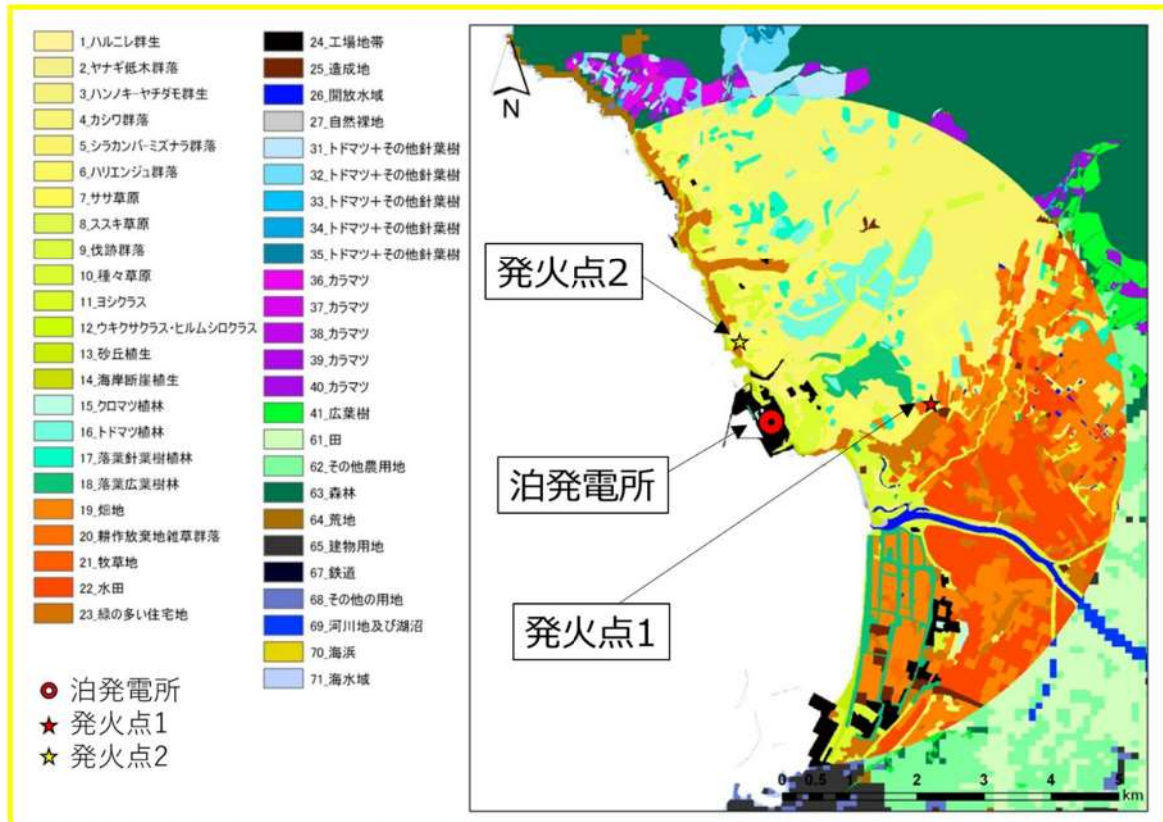 1_ハルニレ群生
2_ヤナギ低木群落
3_ハンノキーヤチダモ群生
4_カシワ群落
5_シラカンバ-ミズナラ群落
6_ハリエンジュ群落
7_ササ草原
8_ススキ草原
9_伐跡群落
10_種々草原
11_ヨシクラス
12_ウキクサクラス・ヒルムシロクラス
13_砂丘植生
14_海岸断崖植生
15_クロマツ植林
16_トドマツ植林
17_落葉針葉樹植林
18_落葉広葉樹林
19_畑地
20_耕作放棄地雑草群落
21_牧草地
22_水田
23_緑の多い住宅地
24_工場地帯
25_造成地
26_開放水域
27_自然裸地
31_トドマツ+その他針葉樹
32_トドマツ+その他針葉樹
33_トドマツ+その他針葉樹
34_トドマツ+その他針葉樹
35_トドマツ+その他針葉樹
36_カラマツ
37_カラマツ
38_カラマツ
39_カラマツ
40_カラマツ
41_広葉樹
61_田
62_その他農用地
63_森林
64_荒地
65_建物用地
67_鉄道
68_その他の用地
69_河川地及び湖沼
70_海浜
71_海水域
泊発電所
発火点1
発火点2
N
発火点2
泊発電所
発火点1
0 0.5 1 2 3 4 5
km